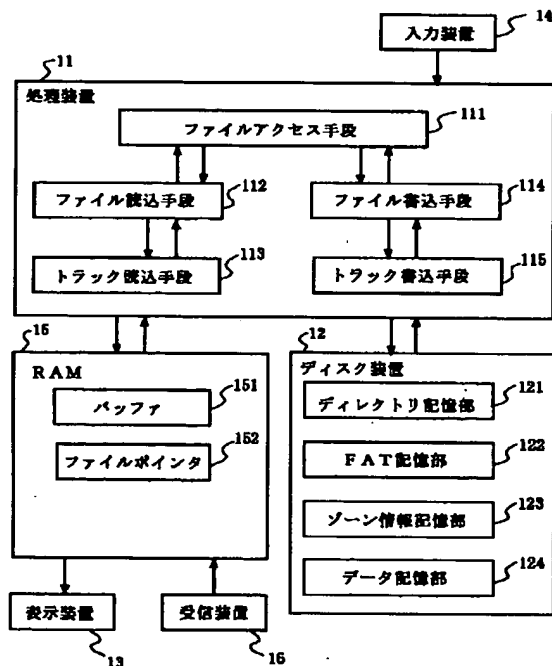 入力装置
14
11
処理装置
ファイルアクセス手段
111
ファイル読込手段
112
ファイル書込手段
114
トラック読込手段
113
トラック書込手段
115
15
RAM
バッファ
151
ファイルポインタ
152
12
ディスク装置
ディレクトリ記憶部
121
FAT記憶部
122
ゾーン情報記憶部
123
データ記憶部
124
表示装置
13
受信装置
16